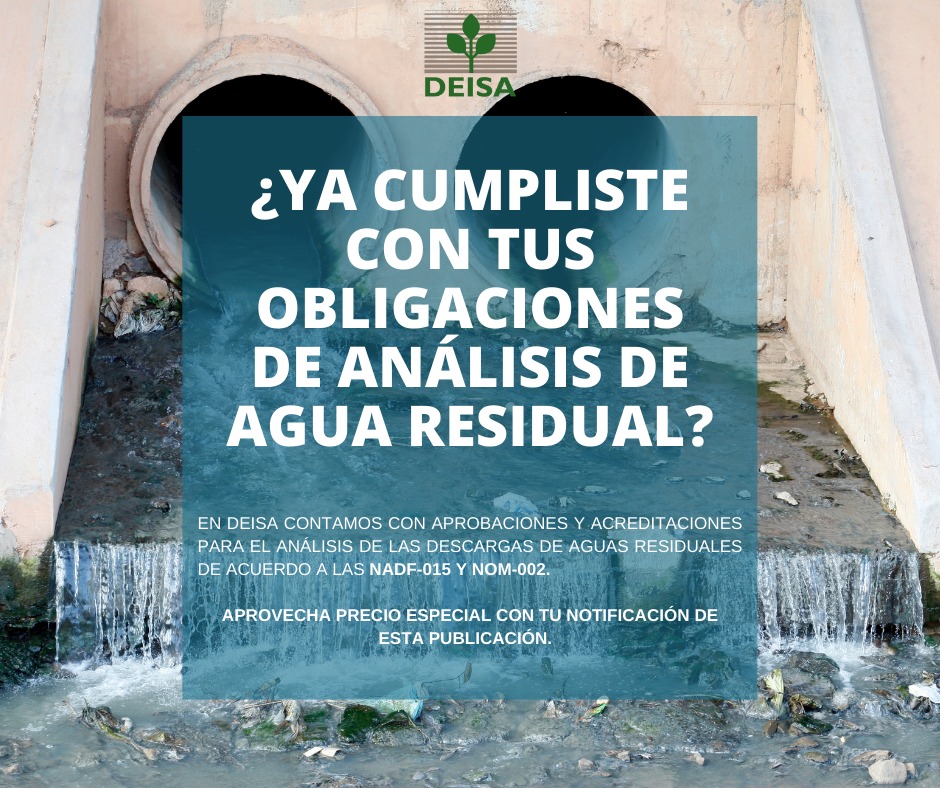 DEISA
¿YA CUMPLISTE
CON TUS
OBLIGACIONES
DE ANÁLISIS DE
AGUA RESIDUAL?
EN DEISA CONTAMOS CON APROBACIONES Y ACREDITACIONES
PARA EL ANÁLISIS DE LAS DESCARGAS DE AGUAS RESIDUALES
DE ACUERDO A LAS NADF-015 Y NOM-002.
APROVECHA PRECIO ESPECIAL CON TU NOTIFICACIÓN DE
ESTA PUBLICACIÓN.